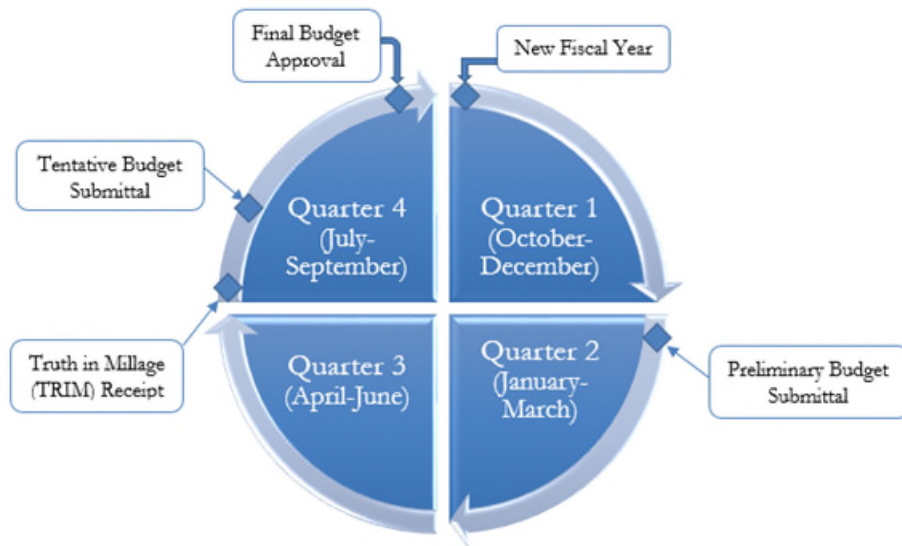 Final Budget
Approval
New Fiscal Year
Tentative Budget
Submittal
Quarter 4
(July-
September)
Quarter 1
(October-
December)
Truth in Millage
(TRIM) Receipt
Quarter 3
(April-June)
Quarter 2
(January-
March)
Preliminary Budget
Submittal